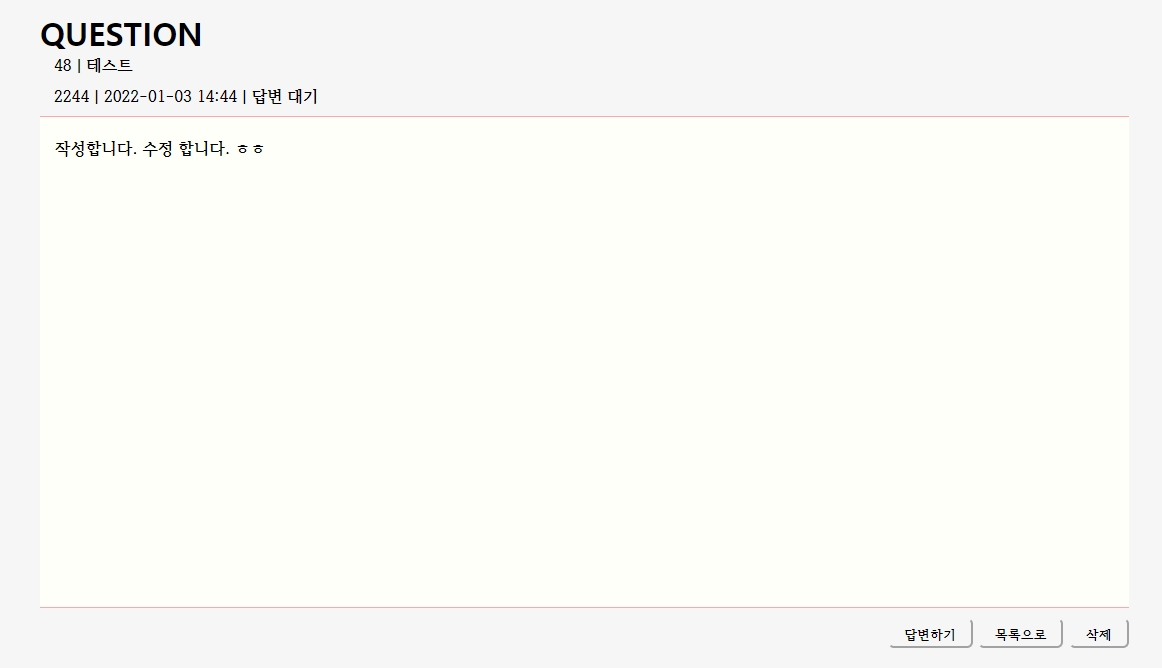 QUESTION
48 | 테스트
2244 | 2022-01-03 14:44 | 답변 대기
작성합니다. 수정 합니다. ㅎㅎ
답변하기 목록으로 삭제